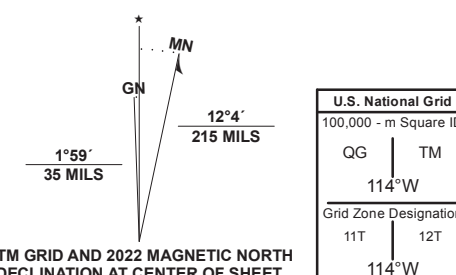 ★
MN
GN
12°4´
215 MILS
1°59´
35 MILS
TM GRID AND 2022 MAGNETIC NORTH
DECLINATION AT CENTER OF SHEET
U.S. National Grid
100,000 - m Square ID
QG TM
114°W
Grid Zone Designation
11T 12T
114°W